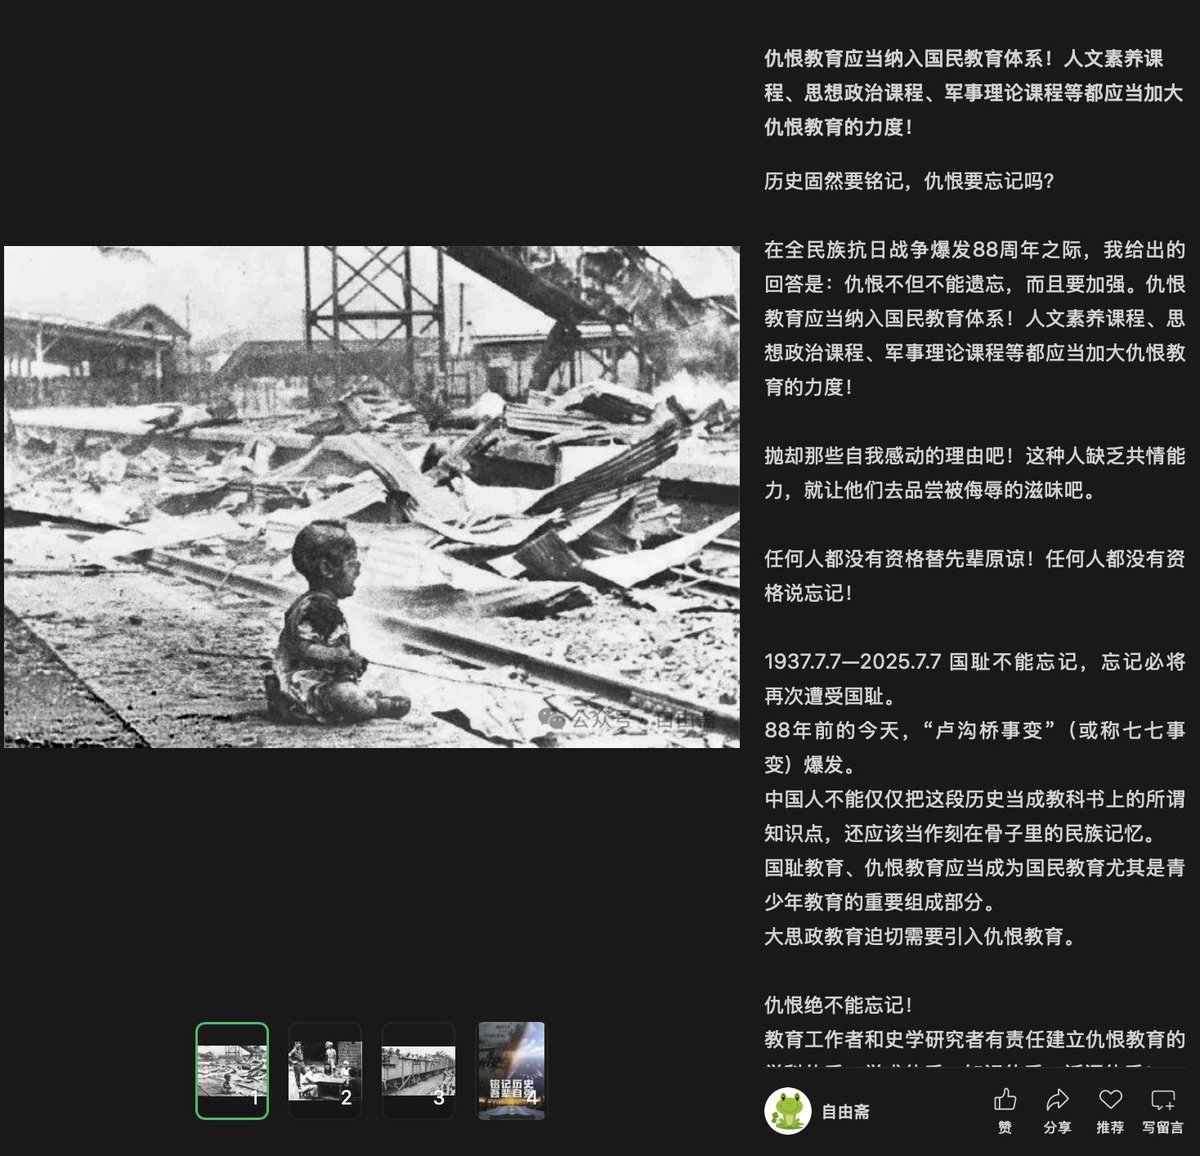 仇恨教育应当纳入国民教育体系！人文素养课
程、思想政治课程、军事理论课程等都应当加大
仇恨教育的力度！
历史固然要铭记，仇恨要忘记吗？
在全民族抗日战争爆发88周年之际，我给出的
回答是：仇恨不但不能遗忘，而且要加强。仇恨
教育应当纳入国民教育体系！人文素养课程、思
想政治课程、军事理论课程等都应当加大仇恨教
育的力度！
抛却那些自我感动的理由吧！这种人缺乏共情能
力，就让他们去品尝被侮辱的滋味吧。
任何人都没有资格替先辈原谅！任何人都没有资
格说忘记！
1937.7.7—2025.7.7 国耻不能忘记，忘记必将
再次遭受国耻。
88年前的今天，“卢沟桥事变”（或称七七事
变）爆发。
中国人不能仅仅把这段历史当成教科书上的所谓
知识点，还应该当作刻在骨子里的民族记忆。
国耻教育、仇恨教育应当成为国民教育尤其是青
少年教育的重要组成部分。
大思政教育迫切需要引入仇恨教育。
仇恨绝不能忘记！
教育工作者和史学研究者有责任建立仇恨教育的
公众号·自由斋
1
2
3
铭记历史
吾辈自强
4
自由斋
赞
分享
推荐
写留言